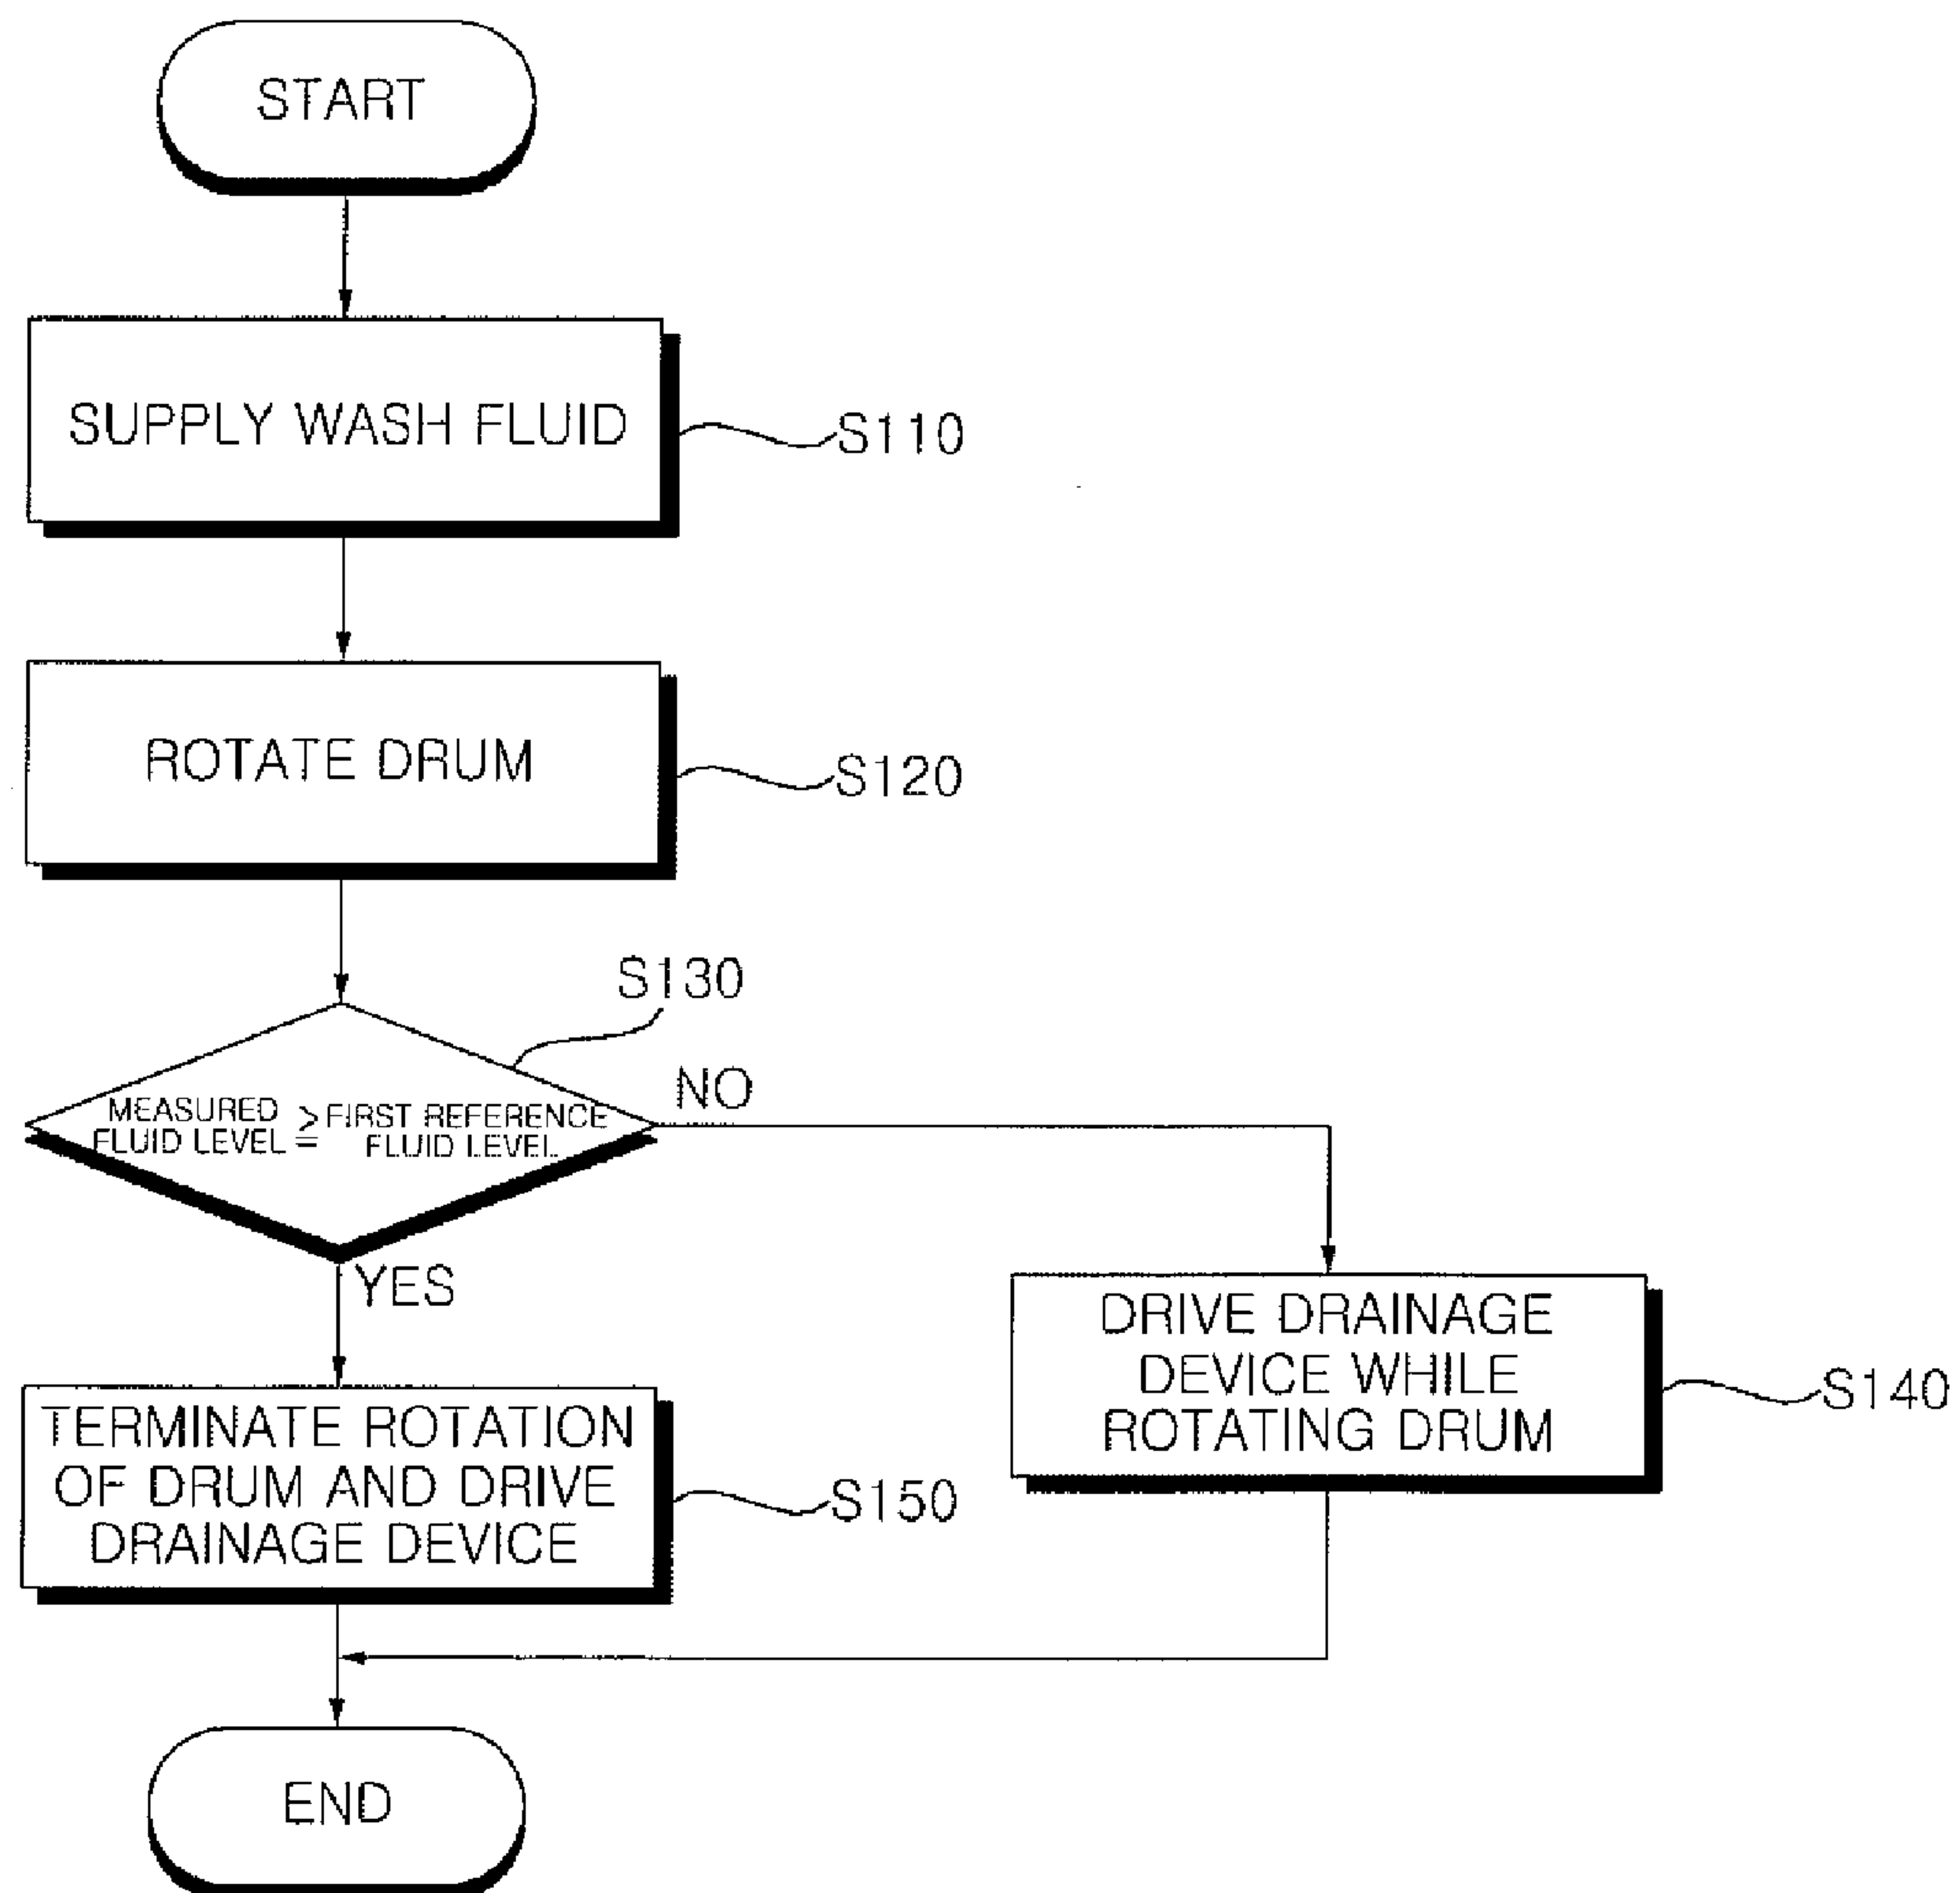 START
SUPPLY WASH FLUID
S110
ROTATE DRUM
S120
S130
MEASURED
FLUID LEVEL
≥
FIRST REFERENCE
FLUID LEVEL
NO
YES
DRIVE DRAINAGE
DEVICE WHILE
ROTATING DRUM
S140
TERMINATE ROTATION
OF DRUM AND DRIVE
DRAINAGE DEVICE
S150
END